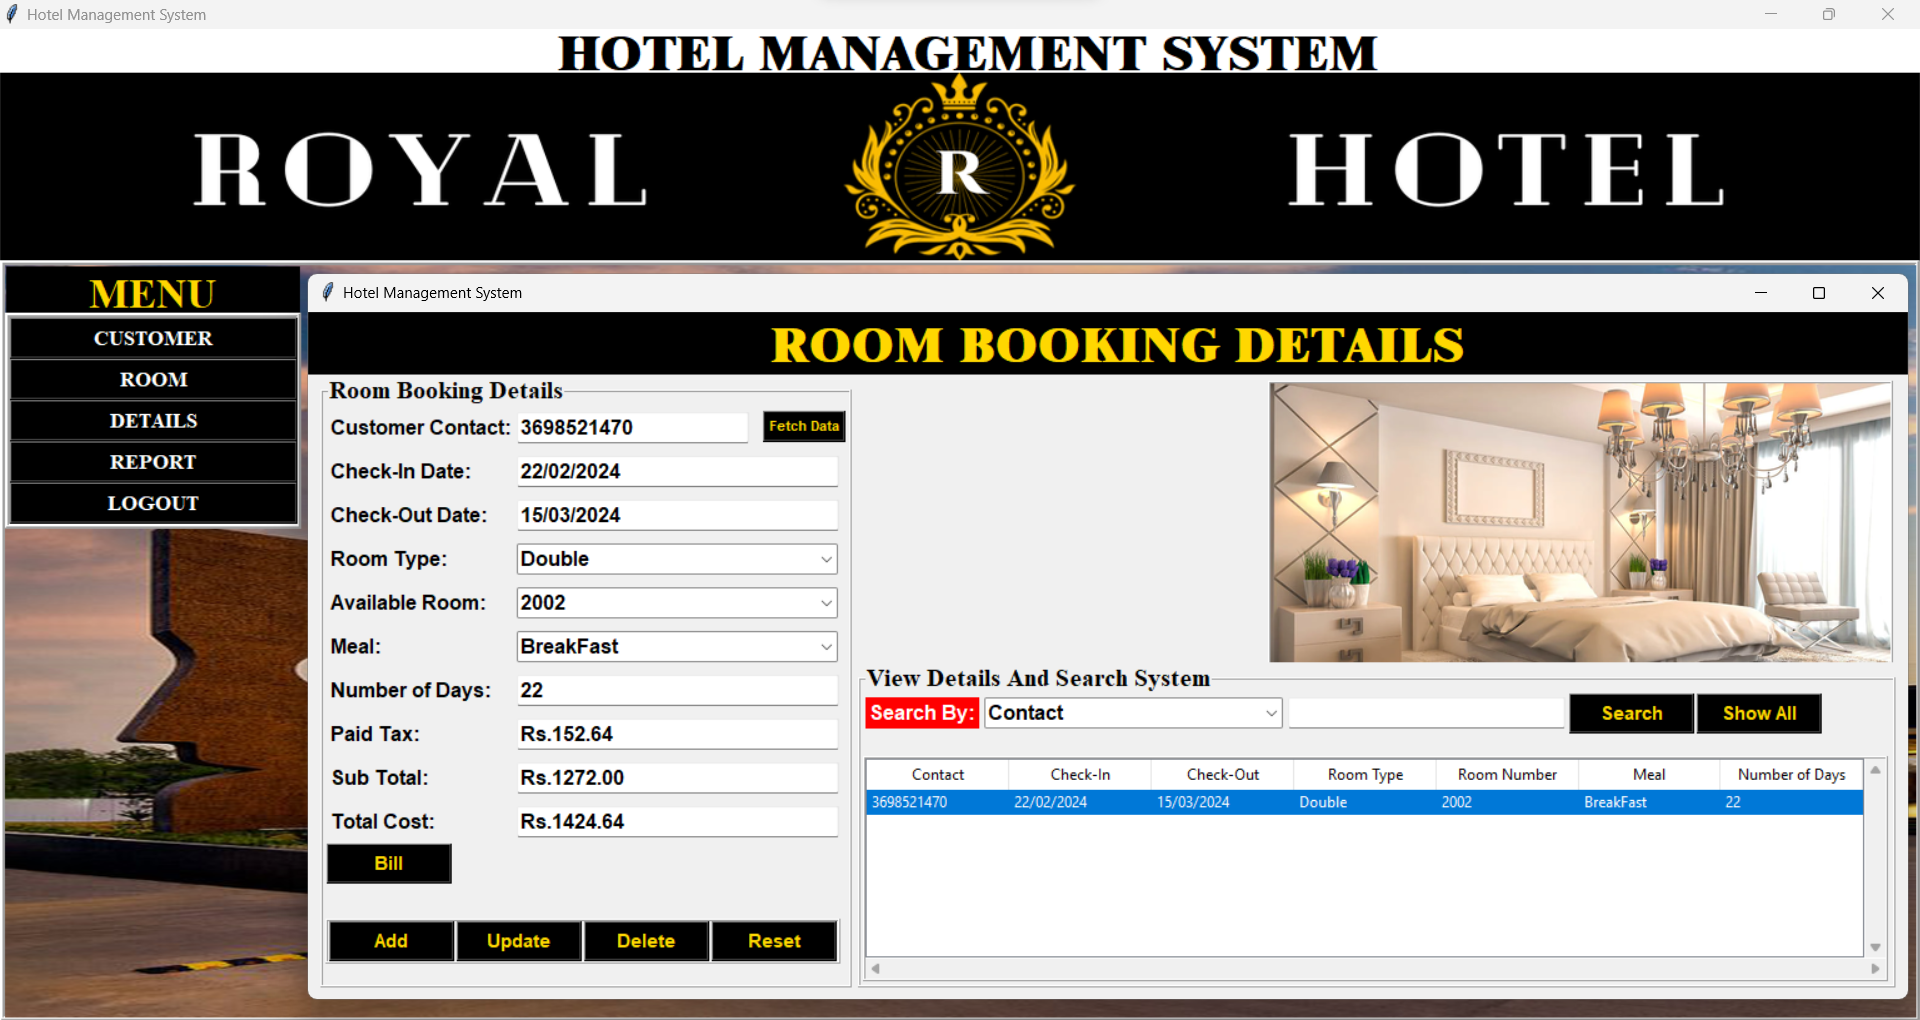 Hotel Management System
HOTEL MANAGEMENT SYSTEM
ROYAL R HOTEL
MENU
CUSTOMER
ROOM
DETAILS
REPORT
LOGOUT
Hotel Management System
ROOM BOOKING DETAILS
Room Booking Details
Customer Contact: 3698521470 Fetch Data
Check-In Date: 22/02/2024
Check-Out Date: 15/03/2024
Room Type: Double
Available Room: 2002
Meal: BreakFast
Number of Days: 22
Paid Tax: Rs.152.64
Sub Total: Rs.1272.00
Total Cost: Rs.1424.64
Bill
Add Update Delete Reset
View Details And Search System
Search By: Contact Search Show All
Contact Check-In Check-Out Room Type Room Number Meal Number of Days
3698521470 22/02/2024 15/03/2024 Double 2002 BreakFast 22